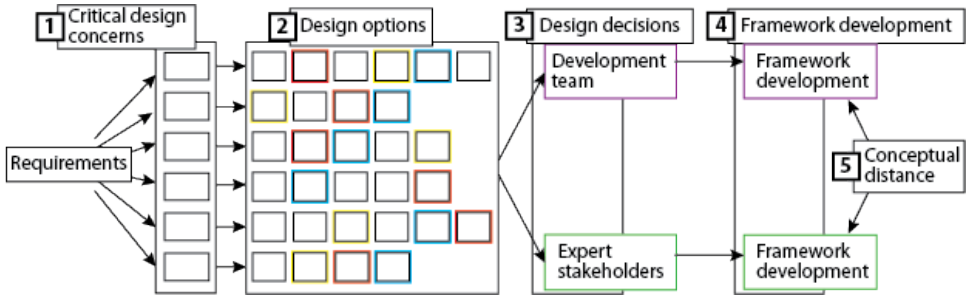 1 Critical design
concerns
2 Design options
3 Design decisions
4 Framework development
Requirements
Development
team
Framework
development
5 Conceptual
distance
Expert
stakeholders
Framework
development